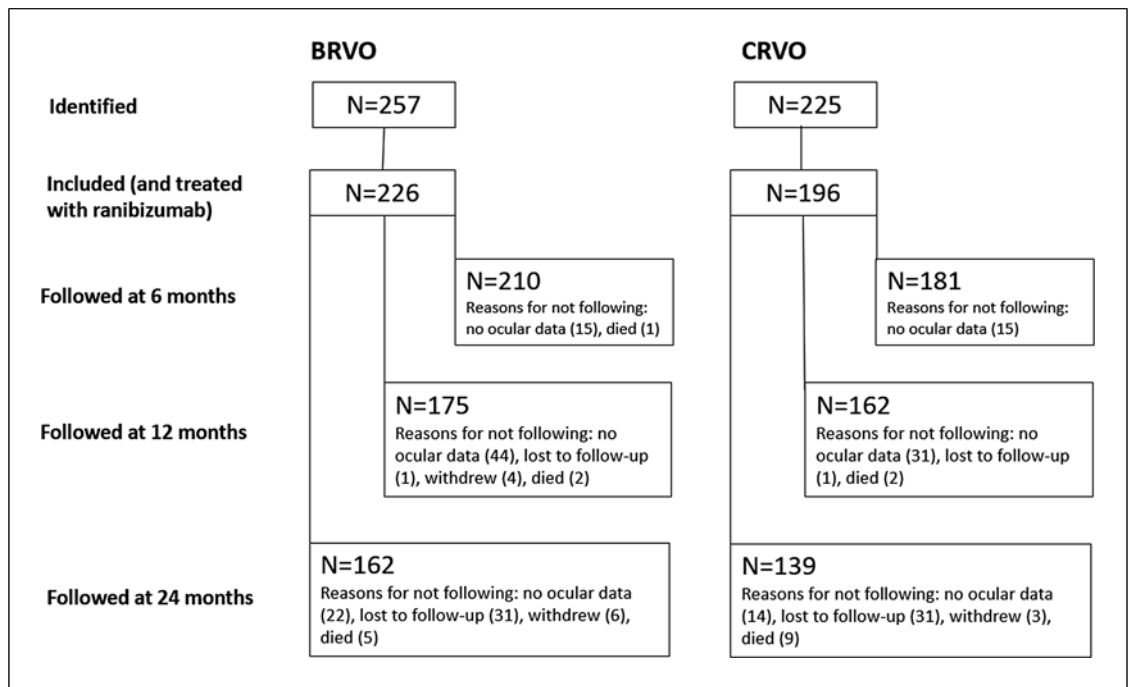 BRVO
CRVO
Identified
N=257
N=225
Included (and treated
with ranibizumab)
N=226
N=196
Followed at 6 months
N=210
Reasons for not following:
no ocular data (15), died (1)
N=181
Reasons for not following:
no ocular data (15)
Followed at 12 months
N=175
Reasons for not following: no
ocular data (44), lost to follow-up
(1), withdrew (4), died (2)
N=162
Reasons for not following: no
ocular data (31), lost to follow-up
(1), died (2)
Followed at 24 months
N=162
Reasons for not following: no ocular data
(22), lost to follow-up (31), withdrew (6),
died (5)
N=139
Reasons for not following: no ocular data
(14), lost to follow-up (31), withdrew (3),
died (9)